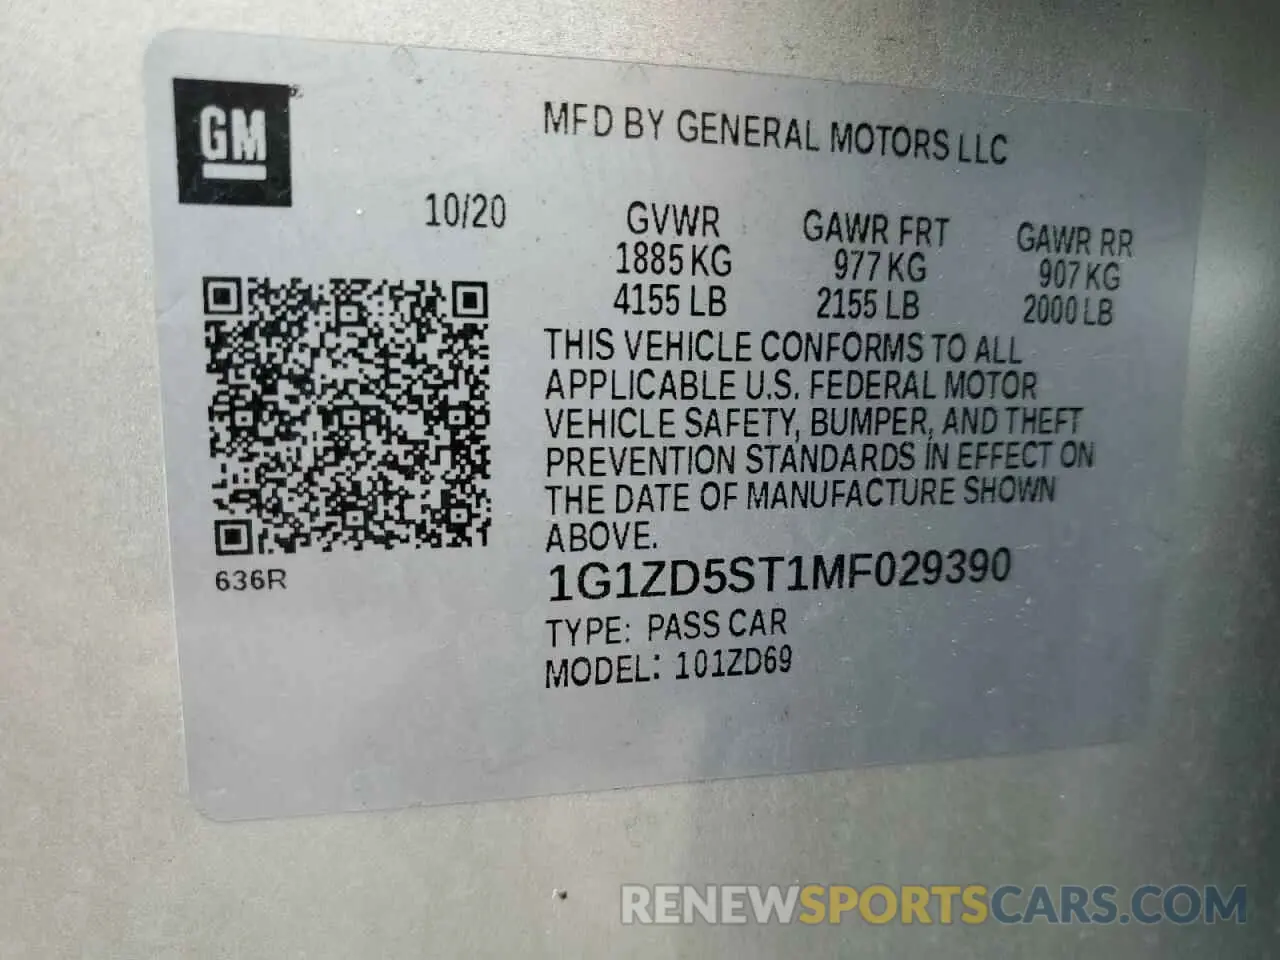 GM
MFD BY GENERAL MOTORS LLC
10/20
GVWR GAWR FRT GAWR RR
1885 KG 977 KG 907 KG
4155 LB 2155 LB 2000 LB
THIS VEHICLE CONFORMS TO ALL
APPLICABLE U.S. FEDERAL MOTOR
VEHICLE SAFETY, BUMPER, AND THEFT
PREVENTION STANDARDS IN EFFECT ON
THE DATE OF MANUFACTURE SHOWN
ABOVE.
636R
1G1ZD5ST1MF029390
TYPE: PASS CAR
MODEL: 101ZD69
RENEWSPORTSCARS.COM